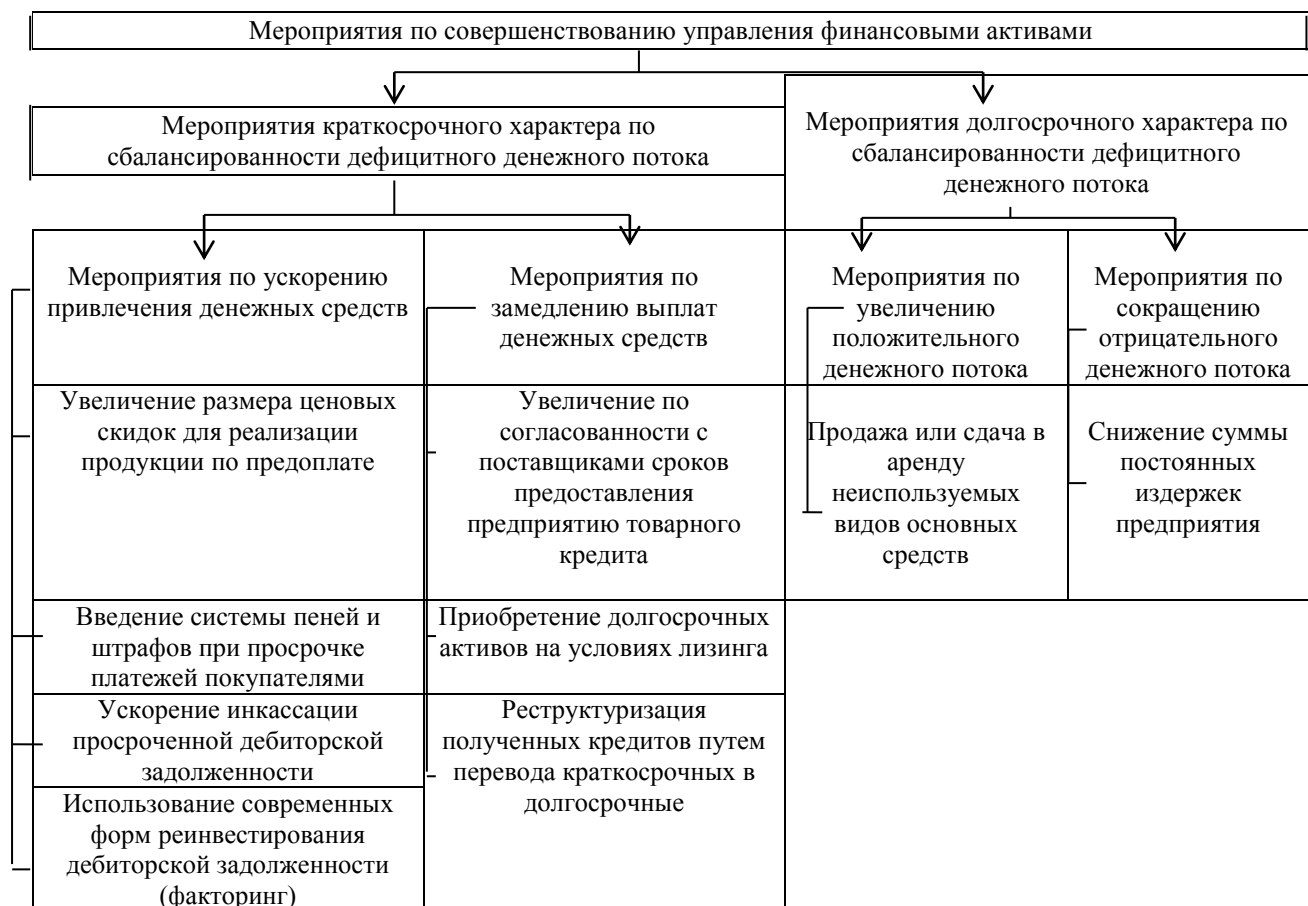 Мероприятия по совершенствованию управления финансовыми активами
Мероприятия краткосрочного характера по
сбалансированности дефицитного денежного потока
Мероприятия долгосрочного характера по
сбалансированности дефицитного
денежного потока
Мероприятия по ускорению
привлечения денежных средств
Мероприятия по
замедлению выплат
денежных средств
Мероприятия по
увеличению
положительного
денежного потока
Мероприятия по
сокращению
отрицательного
денежного потока
Увеличение размера ценовых
скидок для реализации
продукции по предоплате
Увеличение по
согласованности с
поставщиками сроков
предоставления
предприятию товарного
кредита
Продажа или сдача в
аренду
неиспользуемых
видов основных
средств
Снижение суммы
постоянных
издержек
предприятия
Введение системы пеней и
штрафов при просрочке
платежей покупателями
Приобретение долгосрочных
активов на условиях лизинга
Ускорение инкассации
просроченной дебиторской
задолженности
Реструктуризация
полученных кредитов путем
перевода краткосрочных в
долгосрочные
Использование современных
форм реинвестирования
дебиторской задолженности
(факторинг)